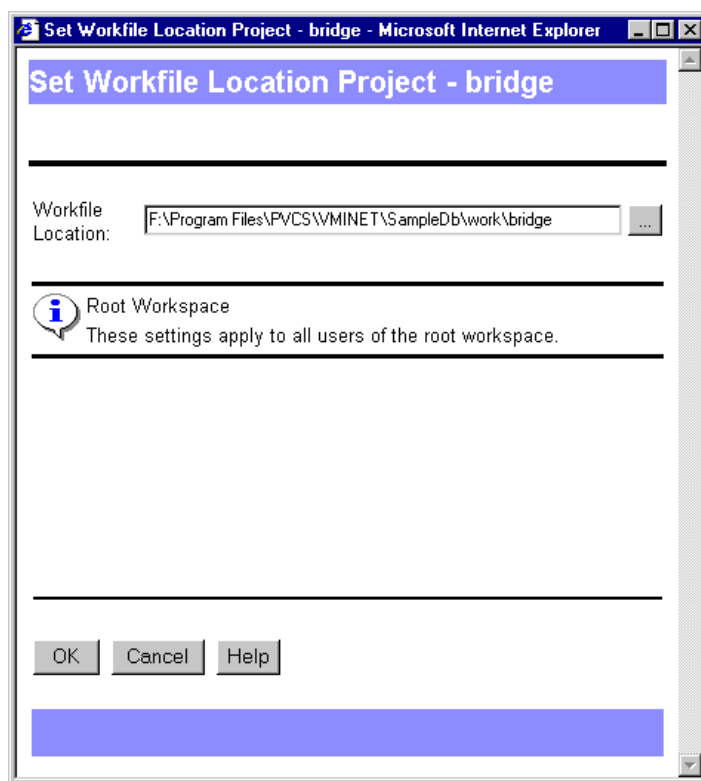 Set Workfile Location Project - bridge - Microsoft Internet Explorer
Set Workfile Location Project - bridge
Workfile
Location:
F:\Program Files\PVCS\VMINET\SampleDb\work\bridge
...
Root Workspace
These settings apply to all users of the root workspace.
OK Cancel Help